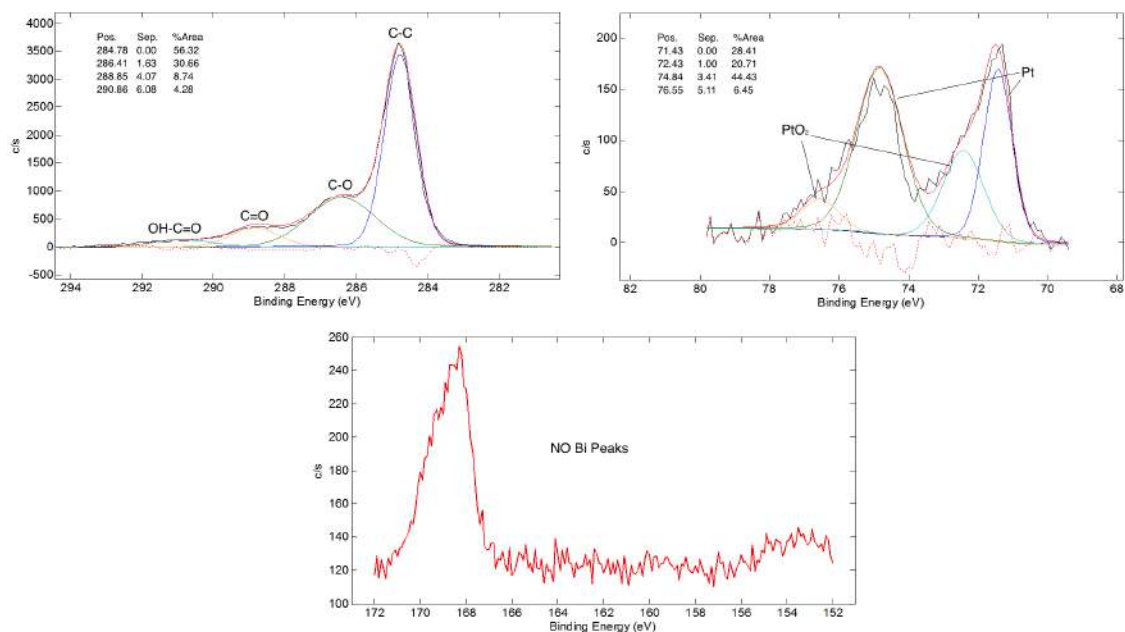 Pos. Sep. %Area
284.78 0.00 56.32
286.41 1.63 30.66
288.85 4.07 8.74
290.86 6.08 4.28
C-C
C-O
C=O
OH-C=O
4000
3500
3000
2500
2000
1500
1000
500
0
-500
c/s
294 292 290 288 286 284 282
Binding Energy (eV)
Pos. Sep. %Area
71.43 0.00 28.41
72.43 1.00 20.71
74.84 3.41 44.43
76.55 5.11 6.45
Pt
PtO₂
200
150
100
50
0
c/s
82 80 78 76 74 72 70 68
Binding Energy (eV)
260
240
220
200
180
160
140
120
100
c/s
NO Bi Peaks
172 170 168 166 164 162 160 158 156 154 152
Binding Energy (eV)